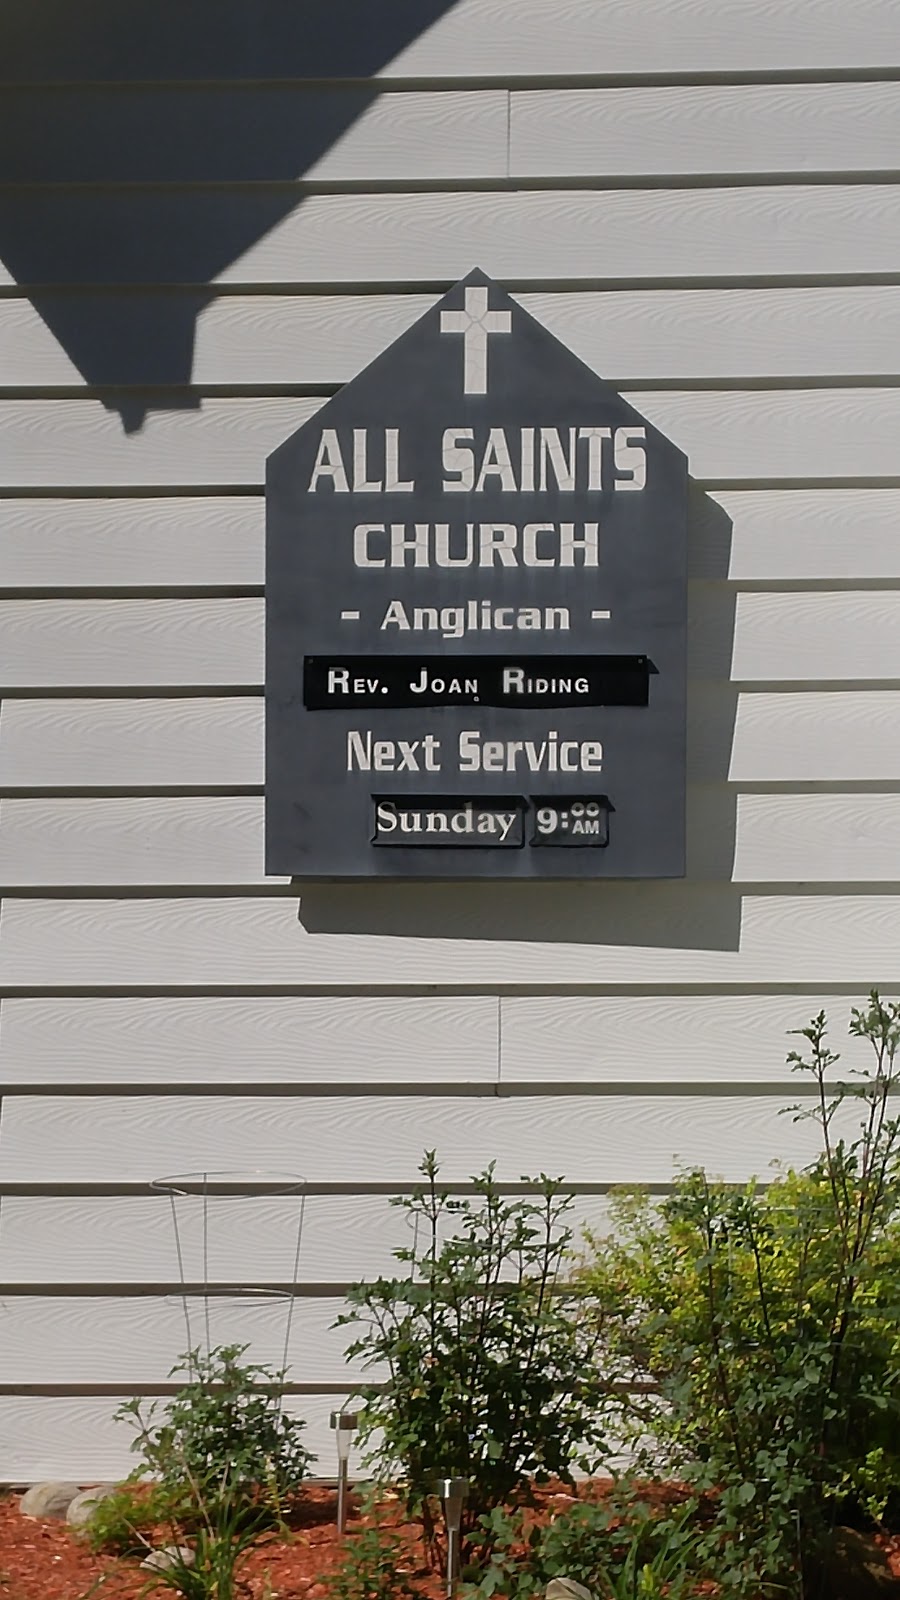 ALL SAINTS
CHURCH
- Anglican -
REV. JOAN RIDING
Next Service
Sunday 9:00 AM